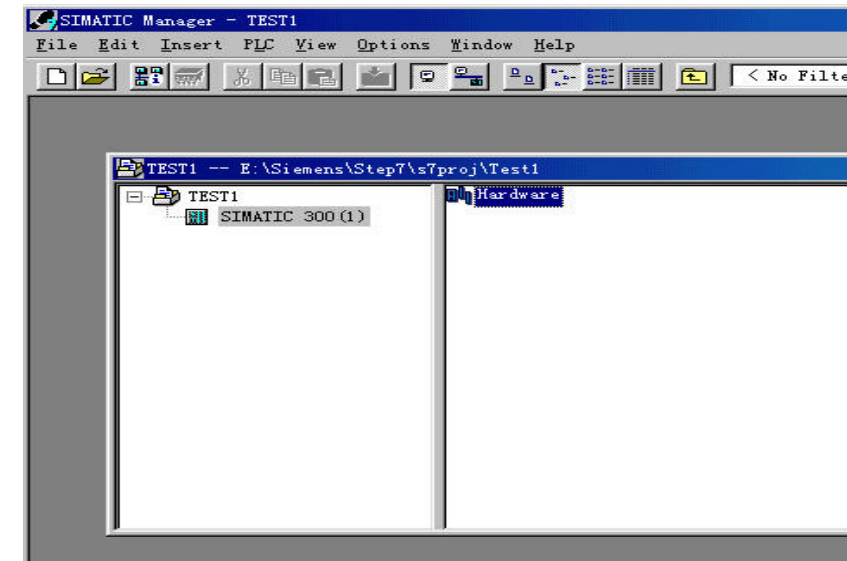 SIMATIC Manager - TEST1
File Edit Insert PLC View Options Window Help
< No Filte
TEST1 -- E:\Siemens\Step7\s7proj\Test1
TEST1
Hardware
SIMATIC 300(1)